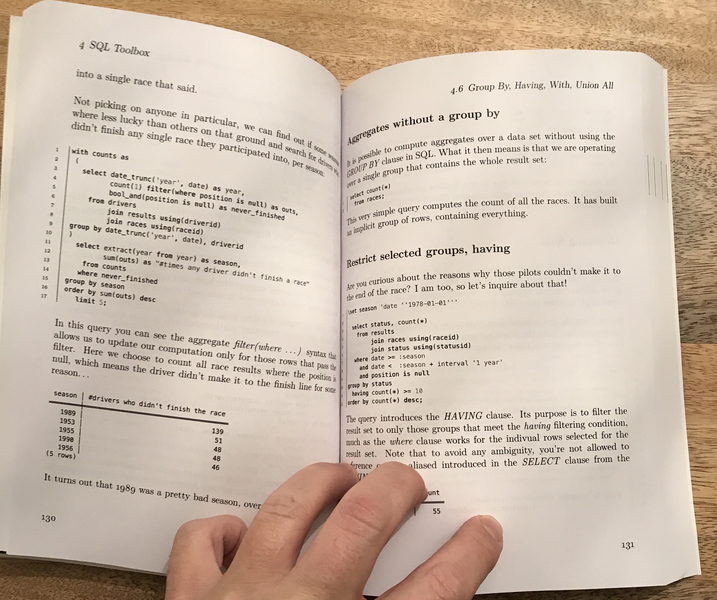 4 SQL Toolbox
into a single race that said.
Not picking on anyone in particular, we can find out if some
where less lucky than others on that ground and search for drivers
didn't finish any single race they participated into, per season:
1 with counts as
2 (
3 select date_trunc('year', date) as year,
4 count(1) filter(where position is null) as outs,
5 bool_and(position is null) as never_finished
6 from drivers
7 join results using(driverid)
8 join races using(raceid)
9 group by date_trunc('year', date), driverid
10 )
11 select extract(year from year) as season,
12 sum(outs) as "#times any driver didn't finish a race"
13 from counts
14 where never_finished
15 group by season
16 order by sum(outs) desc
17 limit 5;
In this query you can see the aggregate filter(where ...) syntax that
allows us to update our computation only for those rows that pass the
filter. Here we choose to count all race results where the position is
null, which means the driver didn't make it to the finish line for some
reason...
season | #drivers who didn't finish the race
1989 139
1953 51
1955 48
1990 48
1956 46
(5 rows)
It turns out that 1989 was a pretty bad season, over
130
4.6 Group By, Having, With, Union All
Aggregates without a group by
It is possible to compute aggregates over a data set without using the
GROUP BY clause in SQL. What it then means is that we are operating
over a single group that contains the whole result set:
select count(*)
from races;
This very simple query computes the count of all the races. It has built
an implicit group of rows, containing everything.
Restrict selected groups, having
Are you curious about the reasons why those pilots couldn't make it to
the end of the race? I am too, so let's inquire about that!
\set season 'date ''1978-01-01'''
select status, count(*)
from results
join races using(raceid)
join status using(statusid)
where date >= :season
and date < :season + interval '1 year'
and position is null
group by status
having count(*) >= 10
order by count(*) desc;
The query introduces the HAVING clause. Its purpose is to filter the
result set to only those groups that meet the having filtering condition,
much as the where clause works for the indivual rows selected for the
result set. Note that to avoid any ambiguity, you're not allowed to
aliased introduced in the SELECT clause from the
unt
55
131